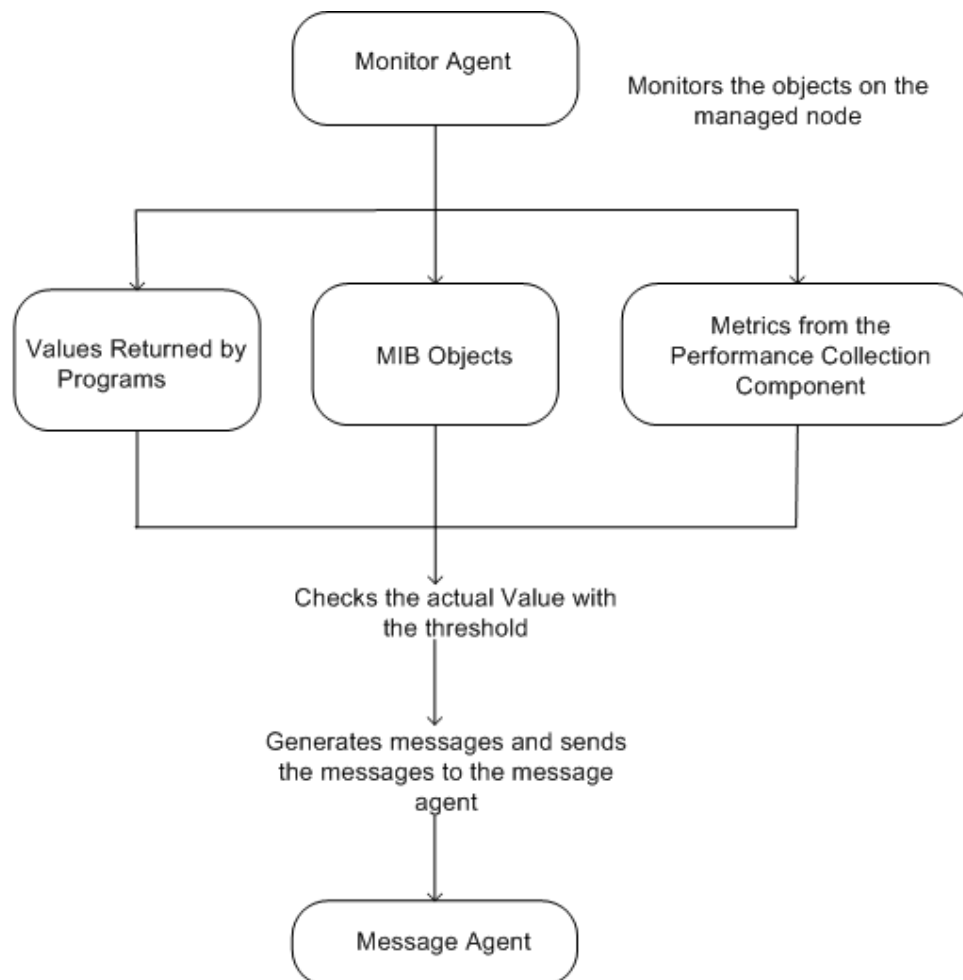 Monitor Agent
Monitors the objects on the
managed node
Values Returned by
Programs
MIB Objects
Metrics from the
Performance Collection
Component
Checks the actual Value with
the threshold
Generates messages and sends
the messages to the message
agent
Message Agent